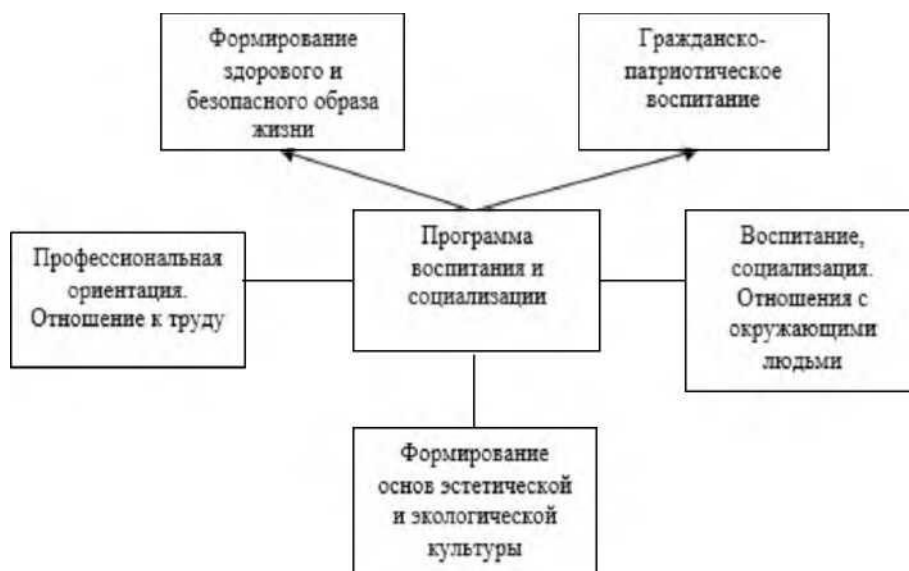 Формирование
здорового и
безопасного образа
жизни
Гражданско-
патриотическое
воспитание
Профессиональная
ориентация.
Отношение к труду
Программа
воспитания и
социализации
Воспитание,
социализация.
Отношения с
окружающими
людьми
Формирование
основ эстетической
и экологической
культуры